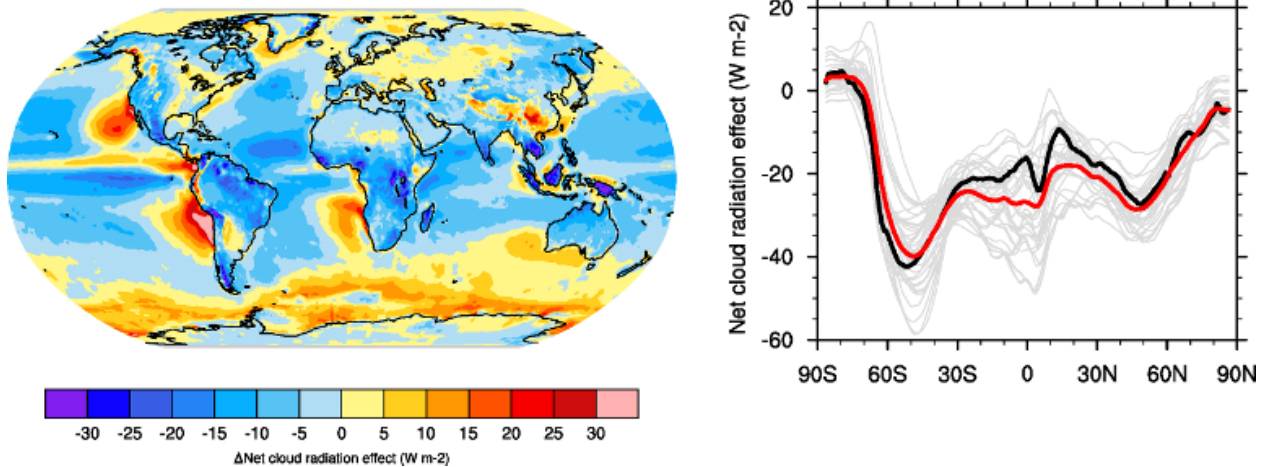 -30 -25 -20 -15 -10 -5 0 5 10 15 20 25 30
ΔNet cloud radiation effect (W m-2)
Net cloud radiation effect (W m-2)
20
0
-20
-40
-60
90S 60S 30S 0 30N 60N 90N